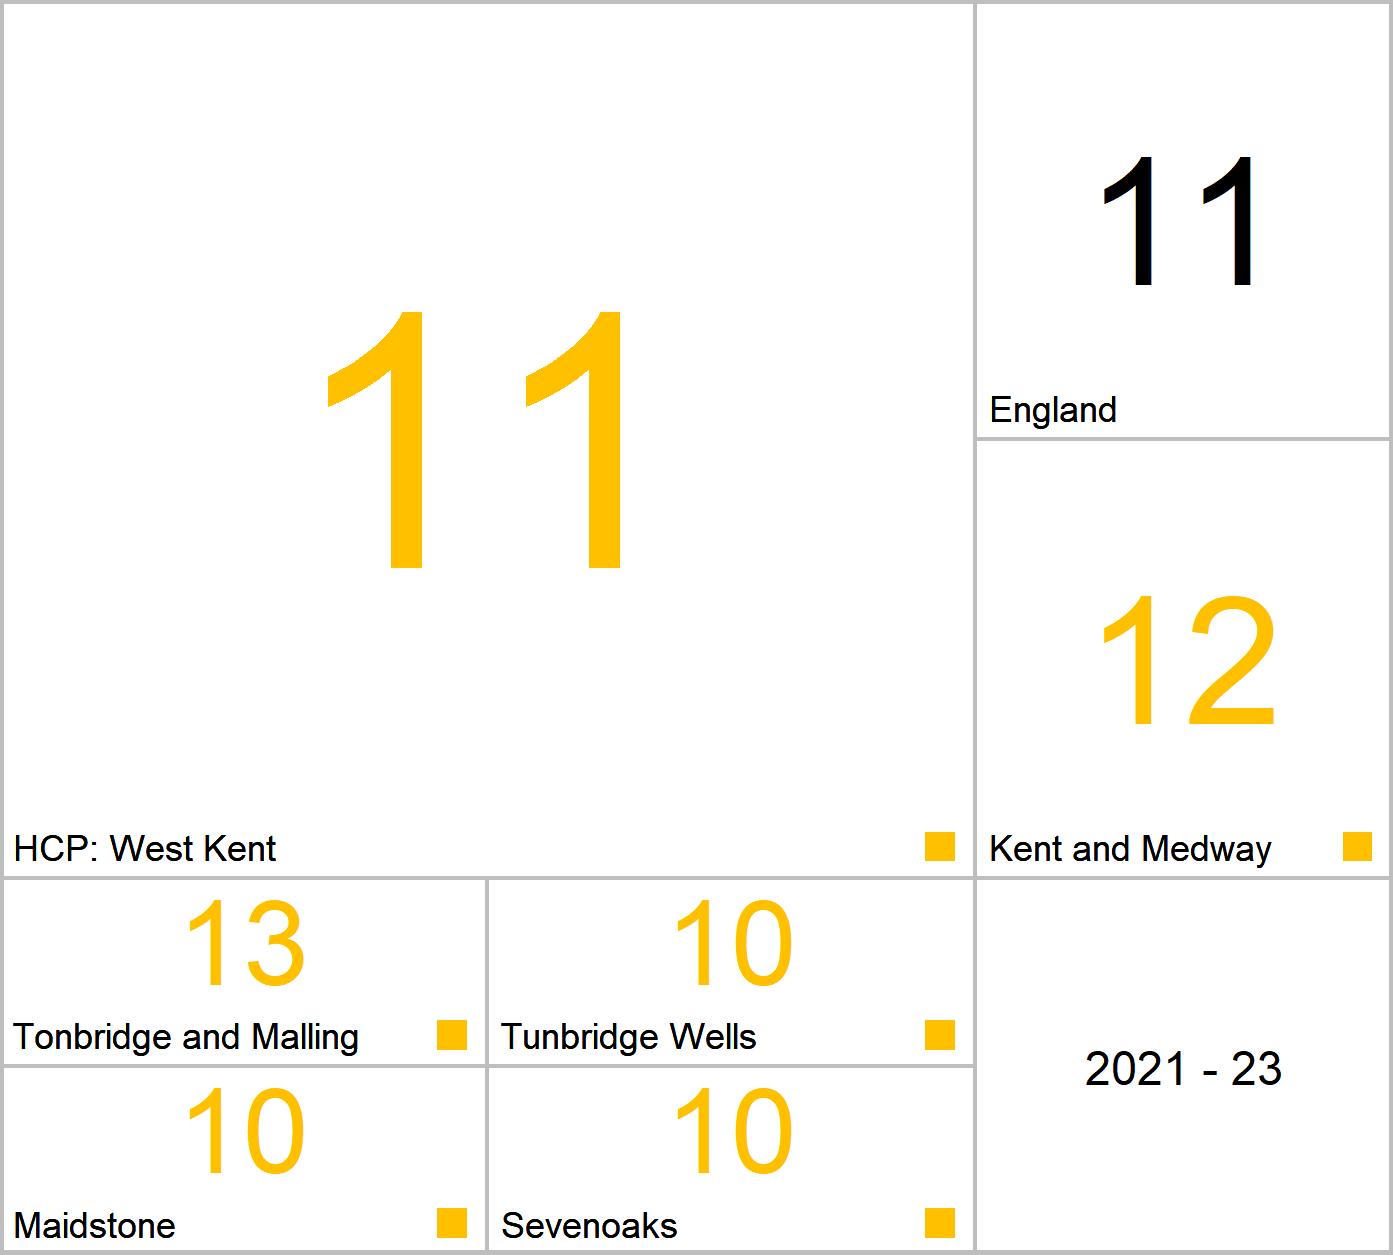 11
HCP: West Kent
11
England
12
Kent and Medway
13
Tonbridge and Malling
10
Tunbridge Wells
10
Maidstone
10
Sevenoaks
2021 - 23